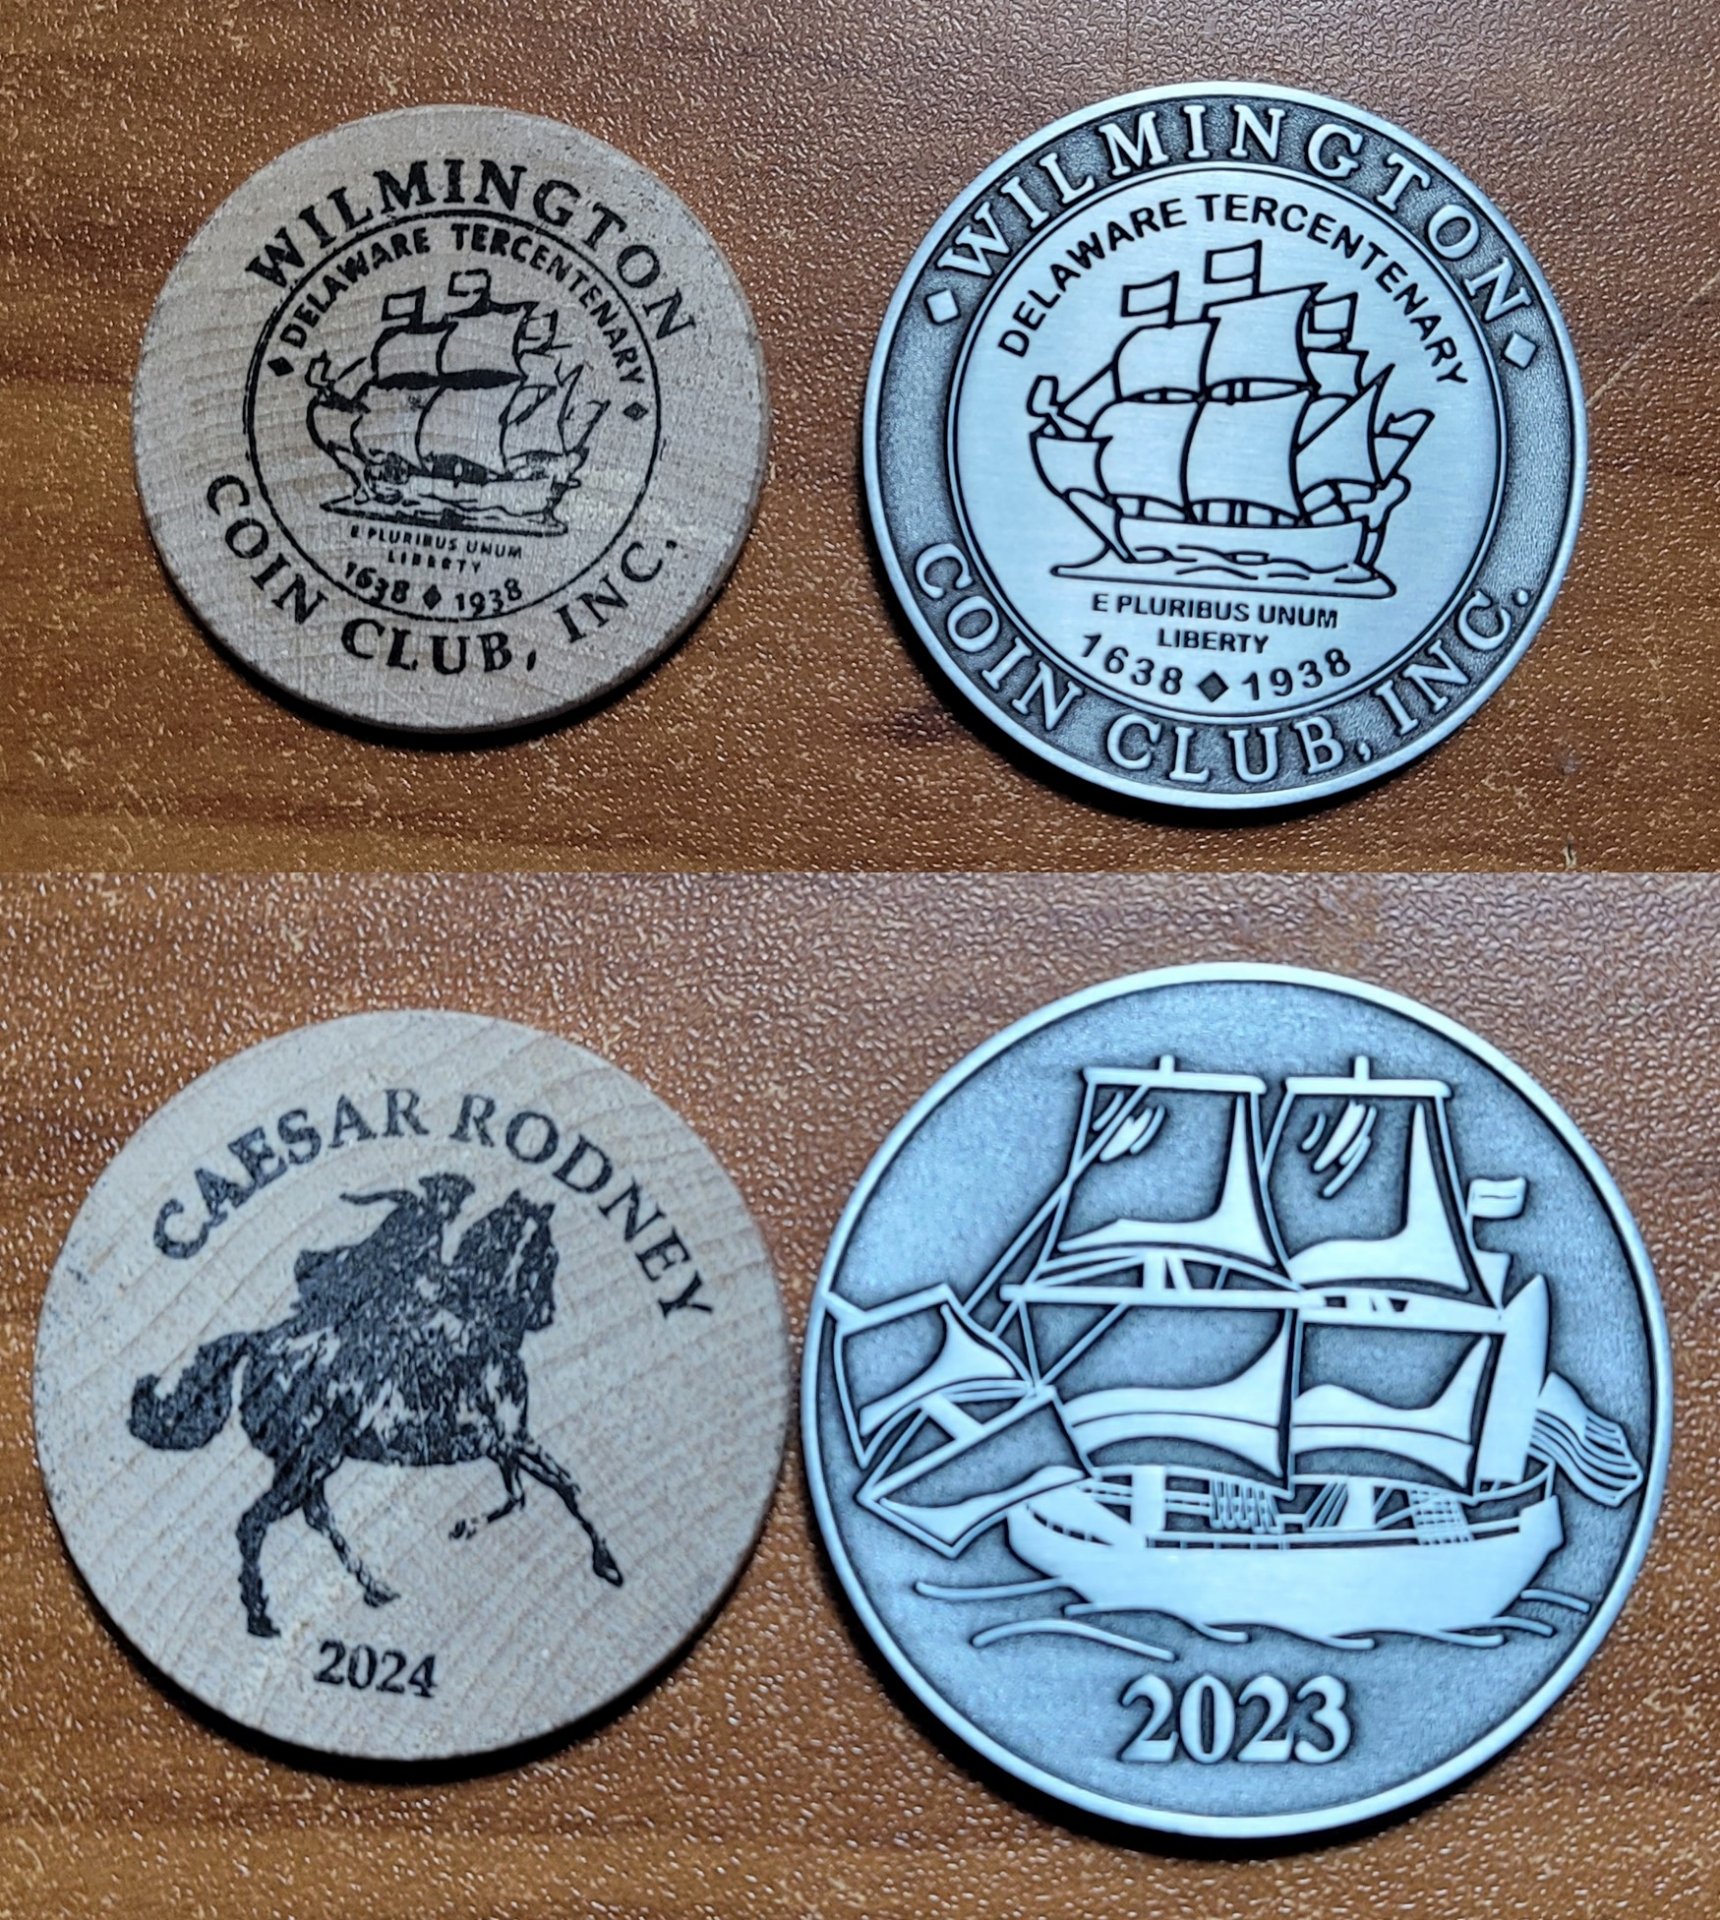 WILMINGTON
DELAWARE TERCENTENARY
E PLURIBUS UNUM
LIBERTY
1638 ♦ 1938
COIN CLUB, INC.
WILMINGTON
DELAWARE TERCENTENARY
E PLURIBUS UNUM
LIBERTY
1638 ♦ 1938
COIN CLUB, INC.
CAESAR RODNEY
2024
2023